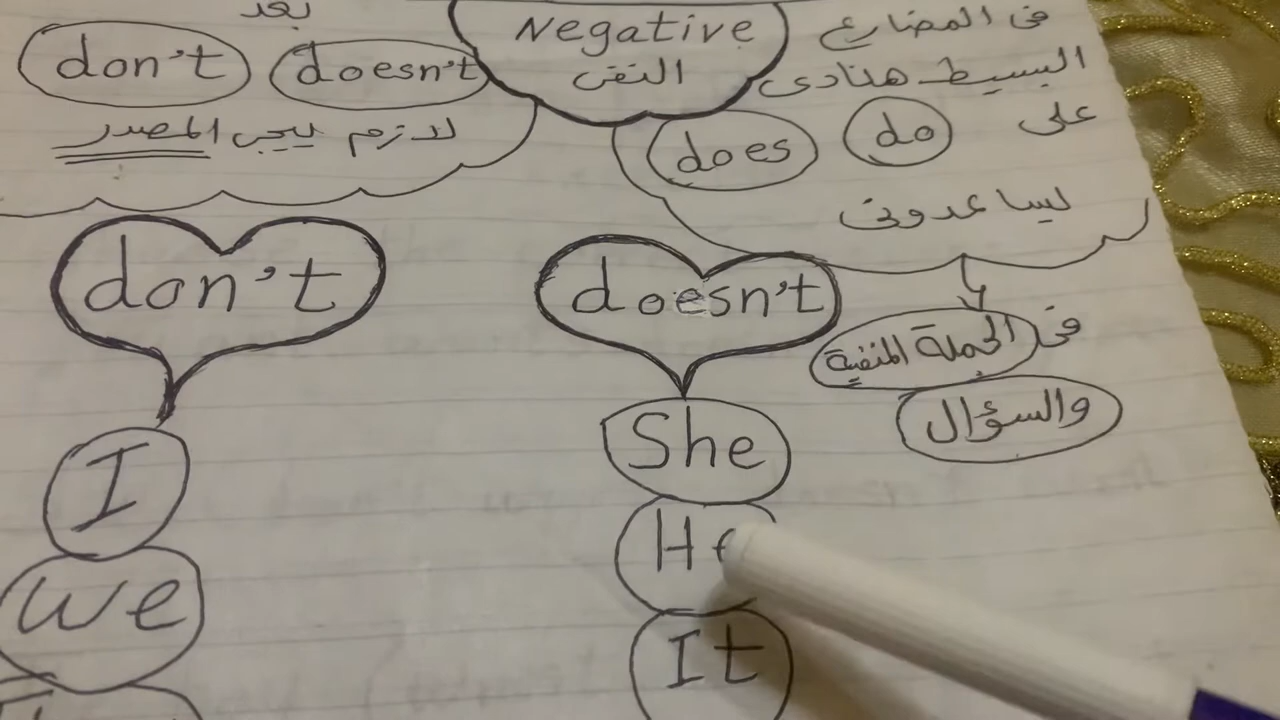 Negative
النفى
فى المضارع
البسيط هنادى
على do does
ليساعدونى
فى الجملة المنفية
والسؤال
بعد
don't doesn't
لازم ييجى المصدر
don't
I
we
doesn't
She
He
It